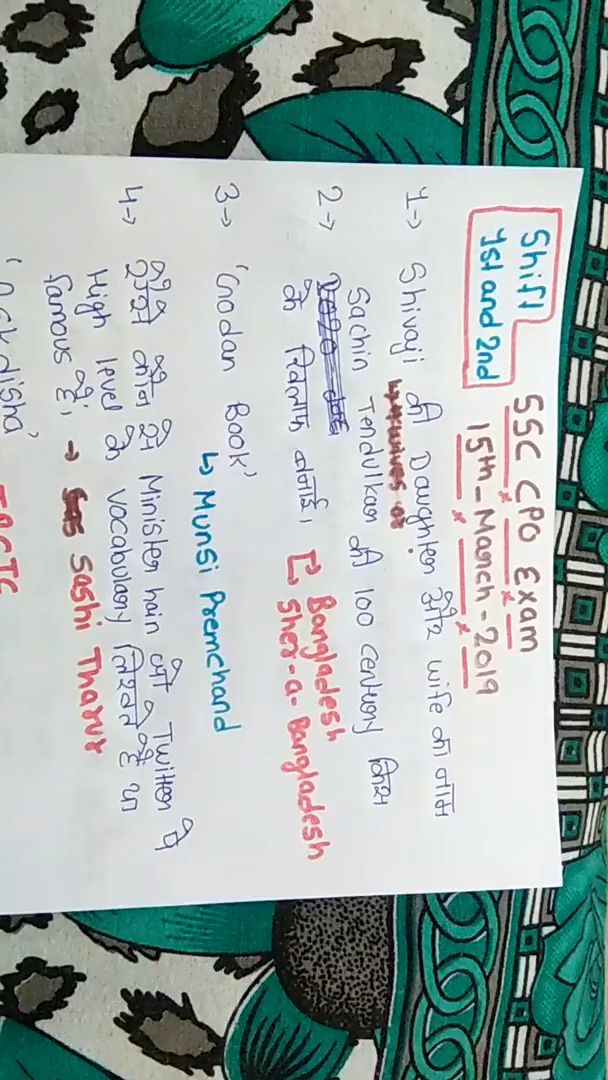 Shift
1st and 2nd
SSC CPO Exam
15th - March - 2019
1→ Shivaji की Daughter और wife का नाम
2→ Sachin Tendulkar की 100 century किस
के खिलाफ बनाई।
Bangladesh
Sher-a-Bangladesh
3→ 'Godan Book'
↳ Munsi Premchand
4→ कौन Minister hain जो Twitter पे
High level के vocabulary लिखते हैं या
famous हैं। → Sashi Tharur